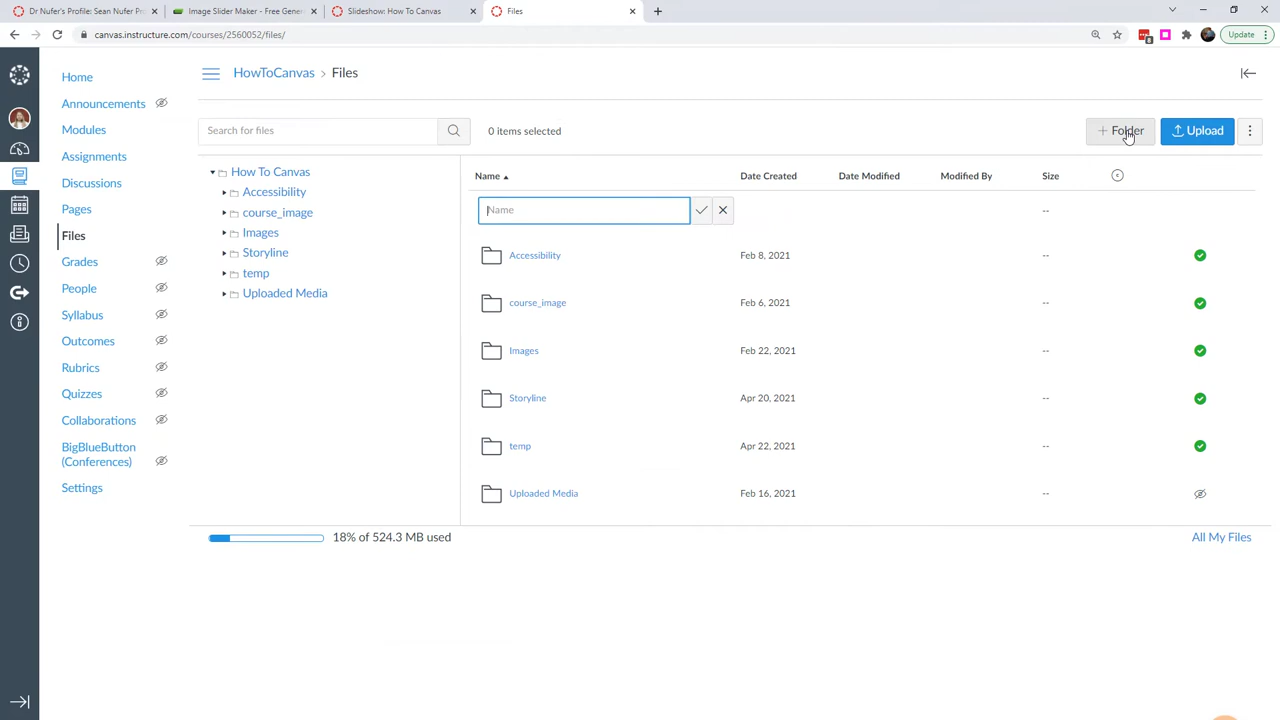 Dr Nufer's Profile: Sean Nufer Pro
Image Slider Maker - Free Gener
Slideshow: How To Canvas
Files
canvas.instructure.com/courses/2560052/files/
Update
HowToCanvas > Files
Home
Announcements
Modules
Assignments
Discussions
Pages
Files
Grades
People
Syllabus
Outcomes
Rubrics
Quizzes
Collaborations
BigBlueButton
(Conferences)
Settings
Search for files
0 items selected
+ Folder
Upload
How To Canvas
Accessibility
course_image
Images
Storyline
temp
Uploaded Media
Name Date Created Date Modified Modified By Size
Name --
Accessibility Feb 8, 2021 --
course_image Feb 6, 2021 --
Images Feb 22, 2021 --
Storyline Apr 20, 2021 --
temp Apr 22, 2021 --
Uploaded Media Feb 16, 2021 --
18% of 524.3 MB used
All My Files